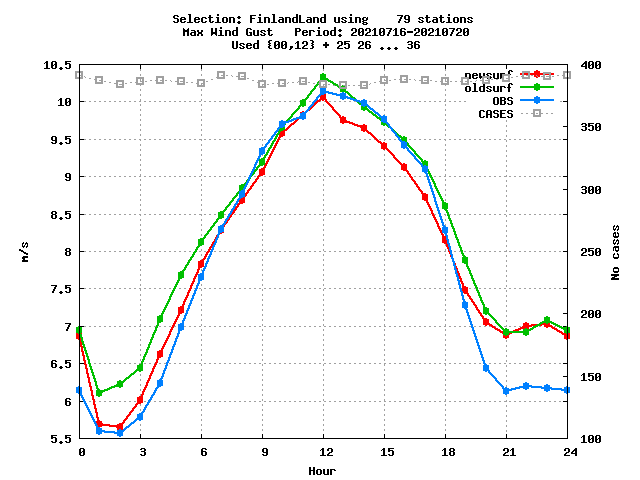 Selection: FinlandLand using    79 stations
Max Wind Gust   Period: 20210716-20210720
Used {00,12} + 25 26 ... 36
10.5
10
9.5
9
8.5
8
7.5
7
6.5
6
5.5
m/s
400
350
300
250
200
150
100
No cases
newsurf
oldsurf
OBS
CASES
0 3 6 9 12 15 18 21 24
Hour